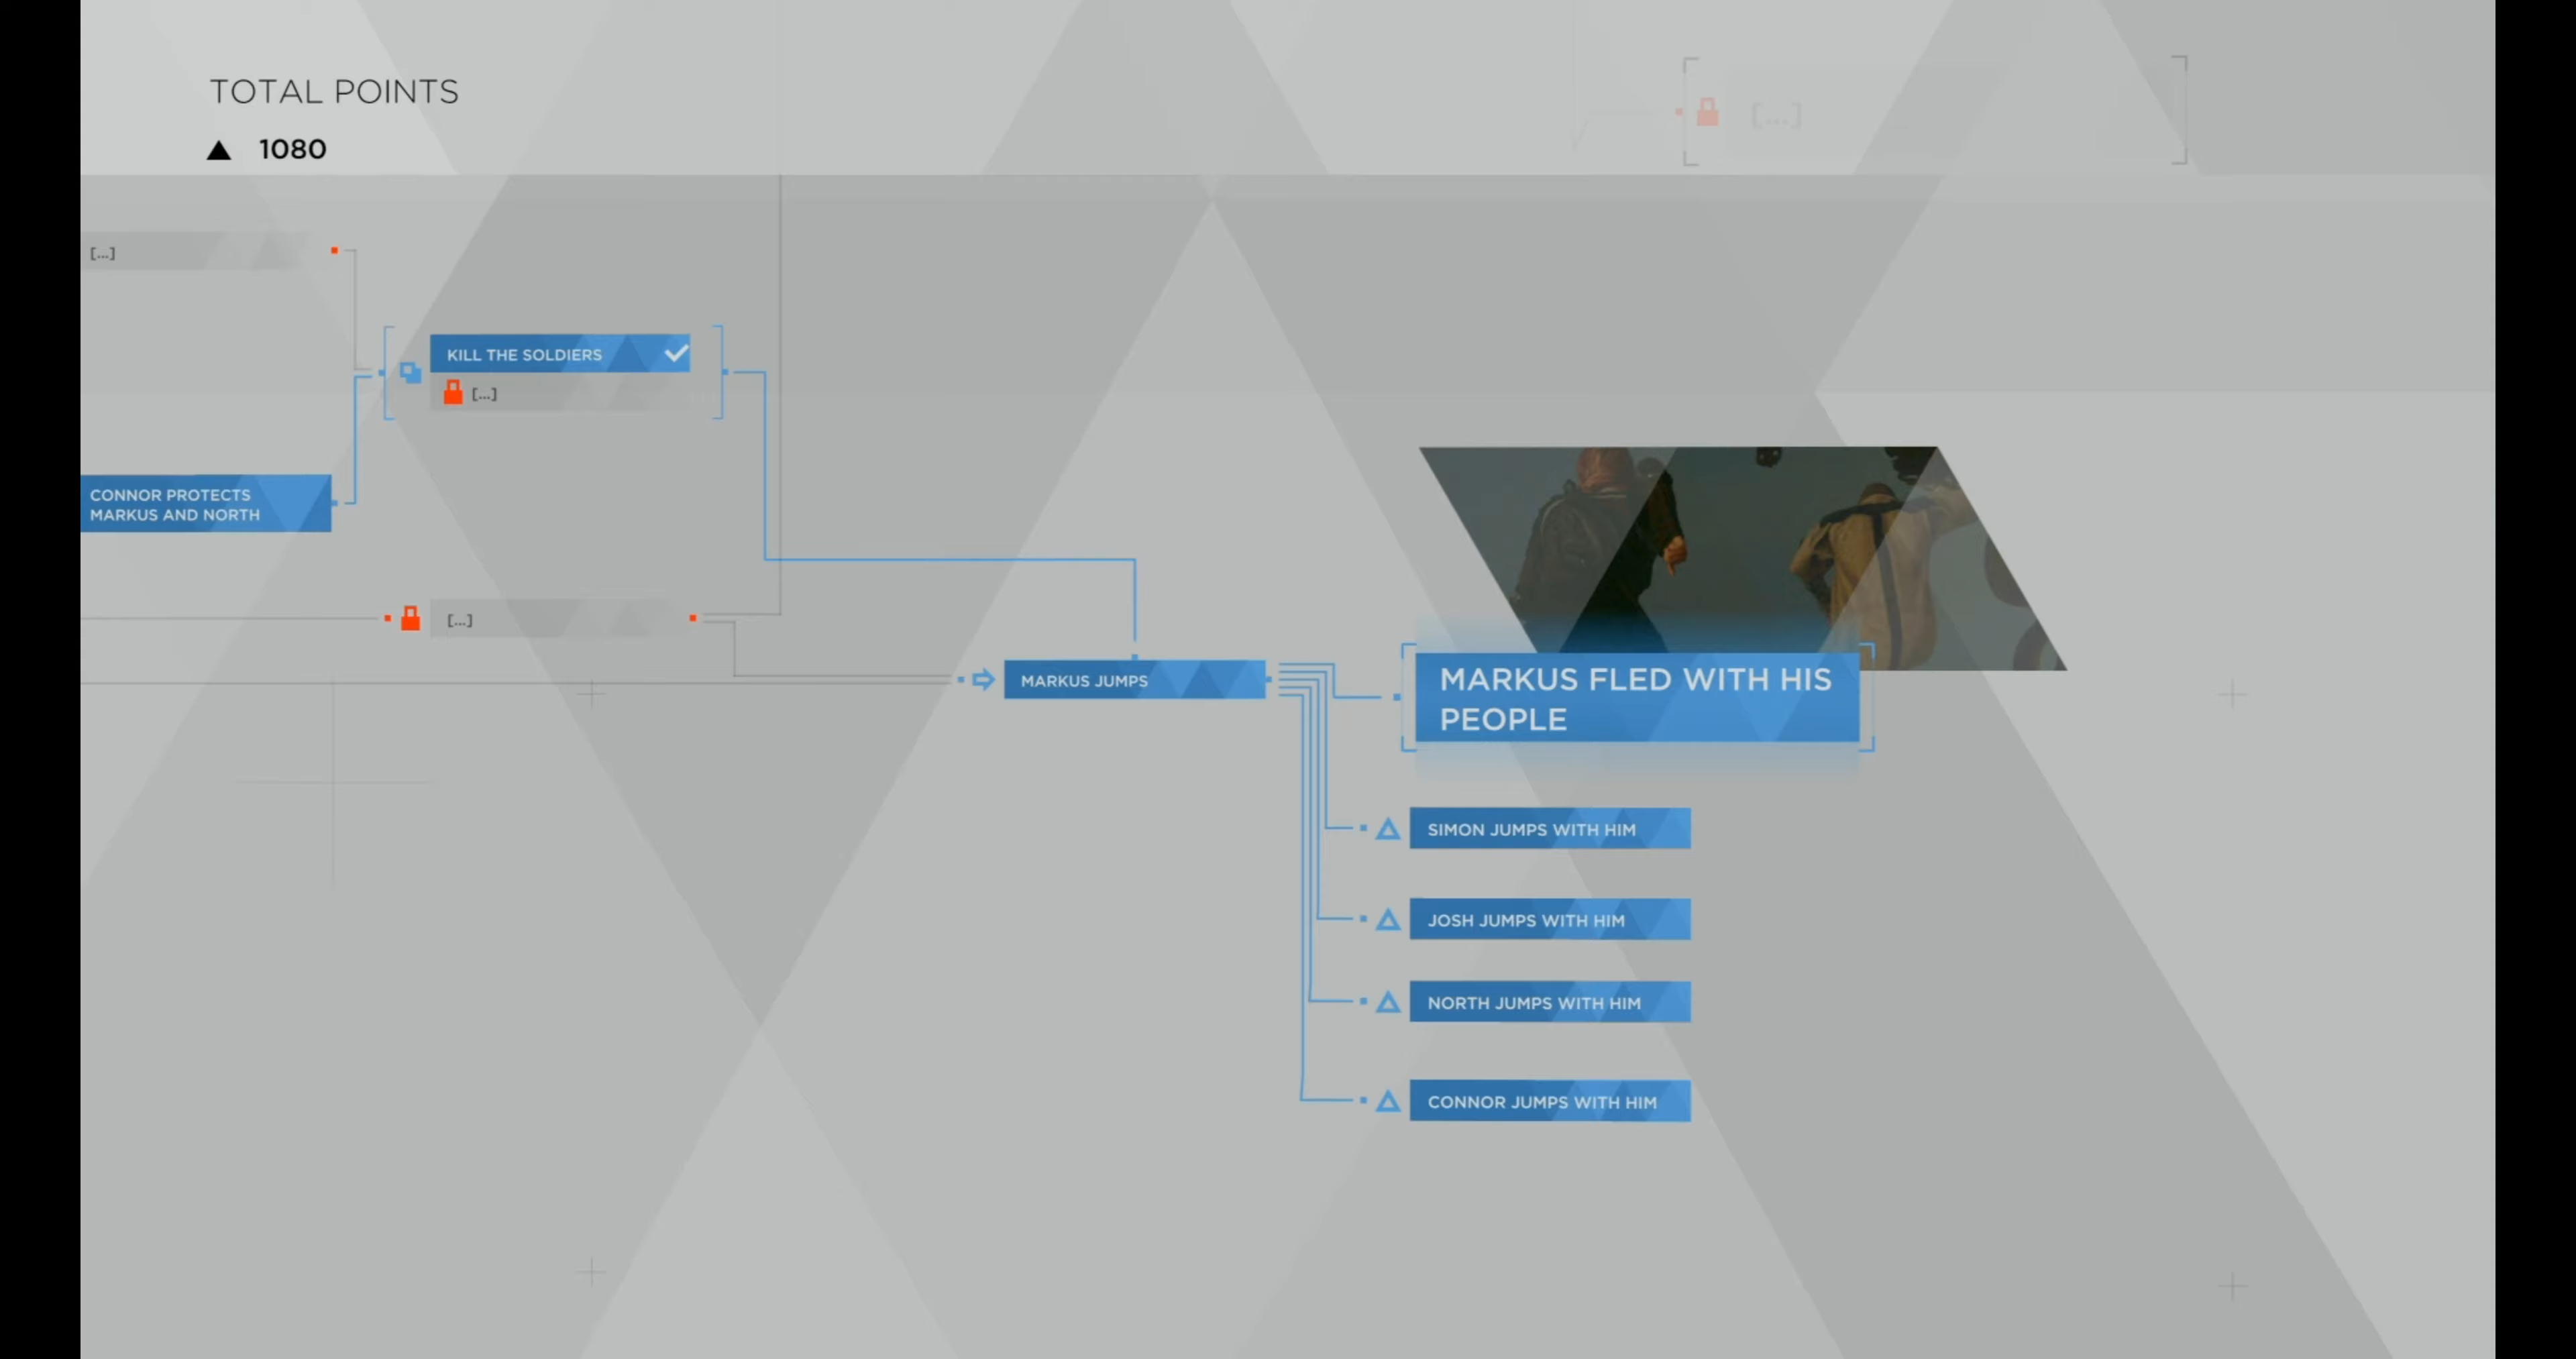 TOTAL POINTS
▲ 1080
[...]
[...]
KILL THE SOLDIERS
[...]
CONNOR PROTECTS
MARKUS AND NORTH
[...]
MARKUS JUMPS
MARKUS FLED WITH HIS
PEOPLE
SIMON JUMPS WITH HIM
JOSH JUMPS WITH HIM
NORTH JUMPS WITH HIM
CONNOR JUMPS WITH HIM